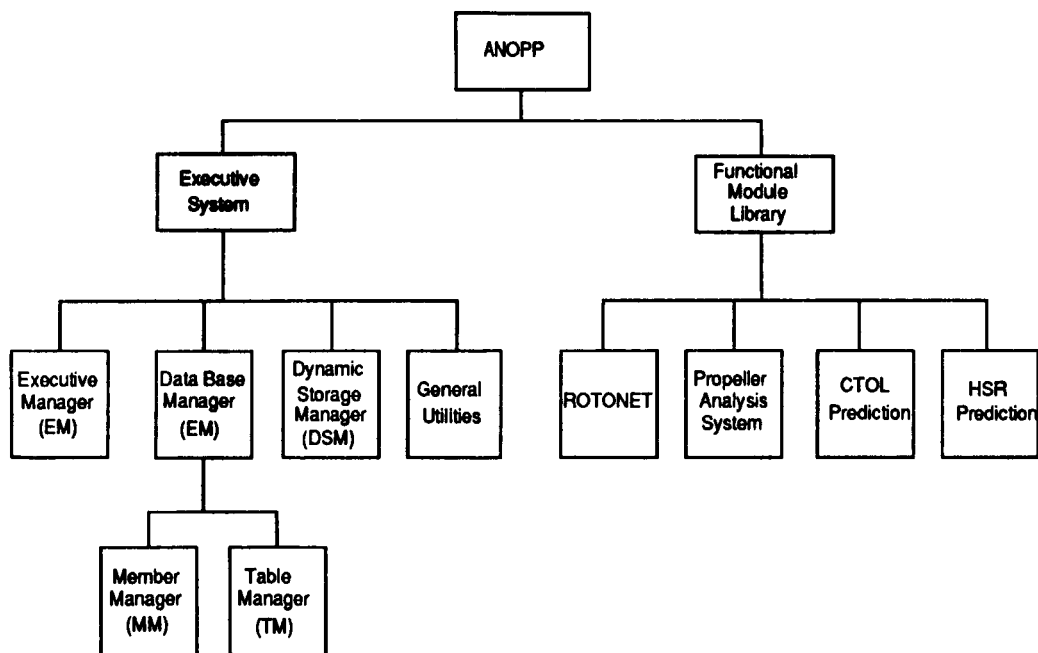 ANOPP
Executive
System
Functional
Module
Library
Executive
Manager
(EM)
Data Base
Manager
(EM)
Dynamic
Storage
Manager
(DSM)
General
Utilities
ROTONET
Propeller
Analysis
System
CTOL
Prediction
HSR
Prediction
Member
Manager
(MM)
Table
Manager
(TM)